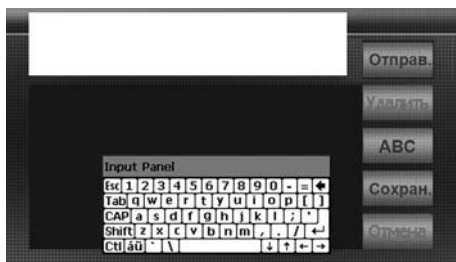 Отправ.
Удалить
ABC
Сохран.
Отмена
Input Panel
Esc 1 2 3 4 5 6 7 8 9 0 - = ←
Tab q w e r t y u i o p [ ]
CAP a s d f g h j k l ; '
Shift z x c v b n m , . / ↵
Ctl áü ` \ ↓ ↑ ← →